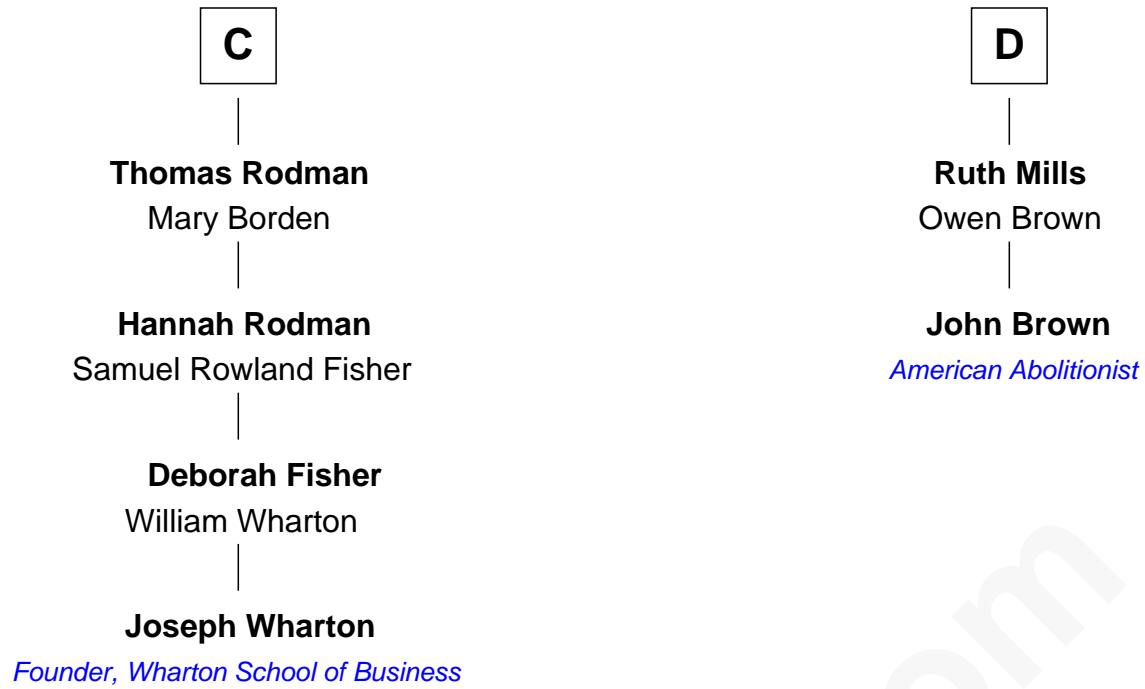 C
Thomas Rodman
Mary Borden
Hannah Rodman
Samuel Rowland Fisher
Deborah Fisher
William Wharton
Joseph Wharton
Founder, Wharton School of Business
D
Ruth Mills
Owen Brown
John Brown
American Abolitionist
om